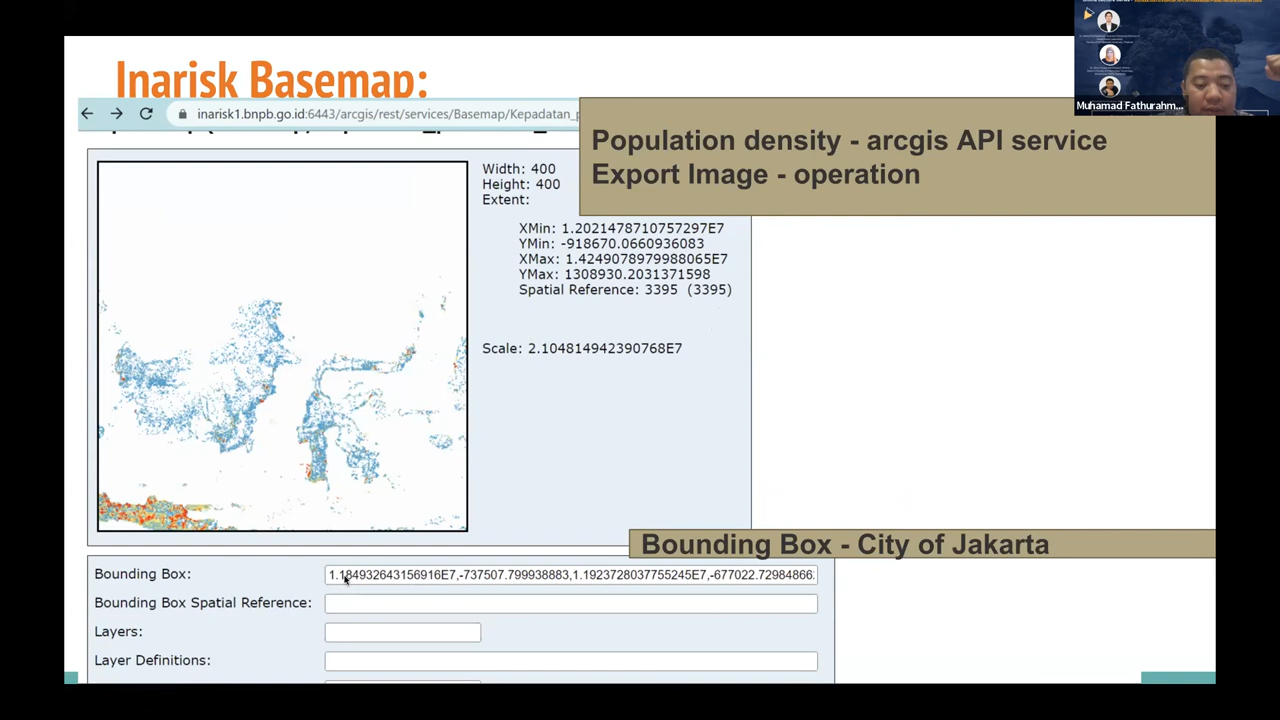 Inarisk Basemap:
inarisk1.bnpb.go.id:6443/arcgis/rest/services/Basemap/Kepadatan_p
Population density - arcgis API service
Export Image - operation
Width: 400
Height: 400
Extent:
XMin: 1.2021478710757297E7
YMin: -918670.0660936083
XMax: 1.4249078979988065E7
YMax: 1308930.2031371598
Spatial Reference: 3395 (3395)
Scale: 2.104814942390768E7
Bounding Box - City of Jakarta
Bounding Box: 1.184932643156916E7,-737507.799938883,1.1923728037755245E7,-677022.72984866
Bounding Box Spatial Reference:
Layers:
Layer Definitions:
Muhamad Fathurahm...